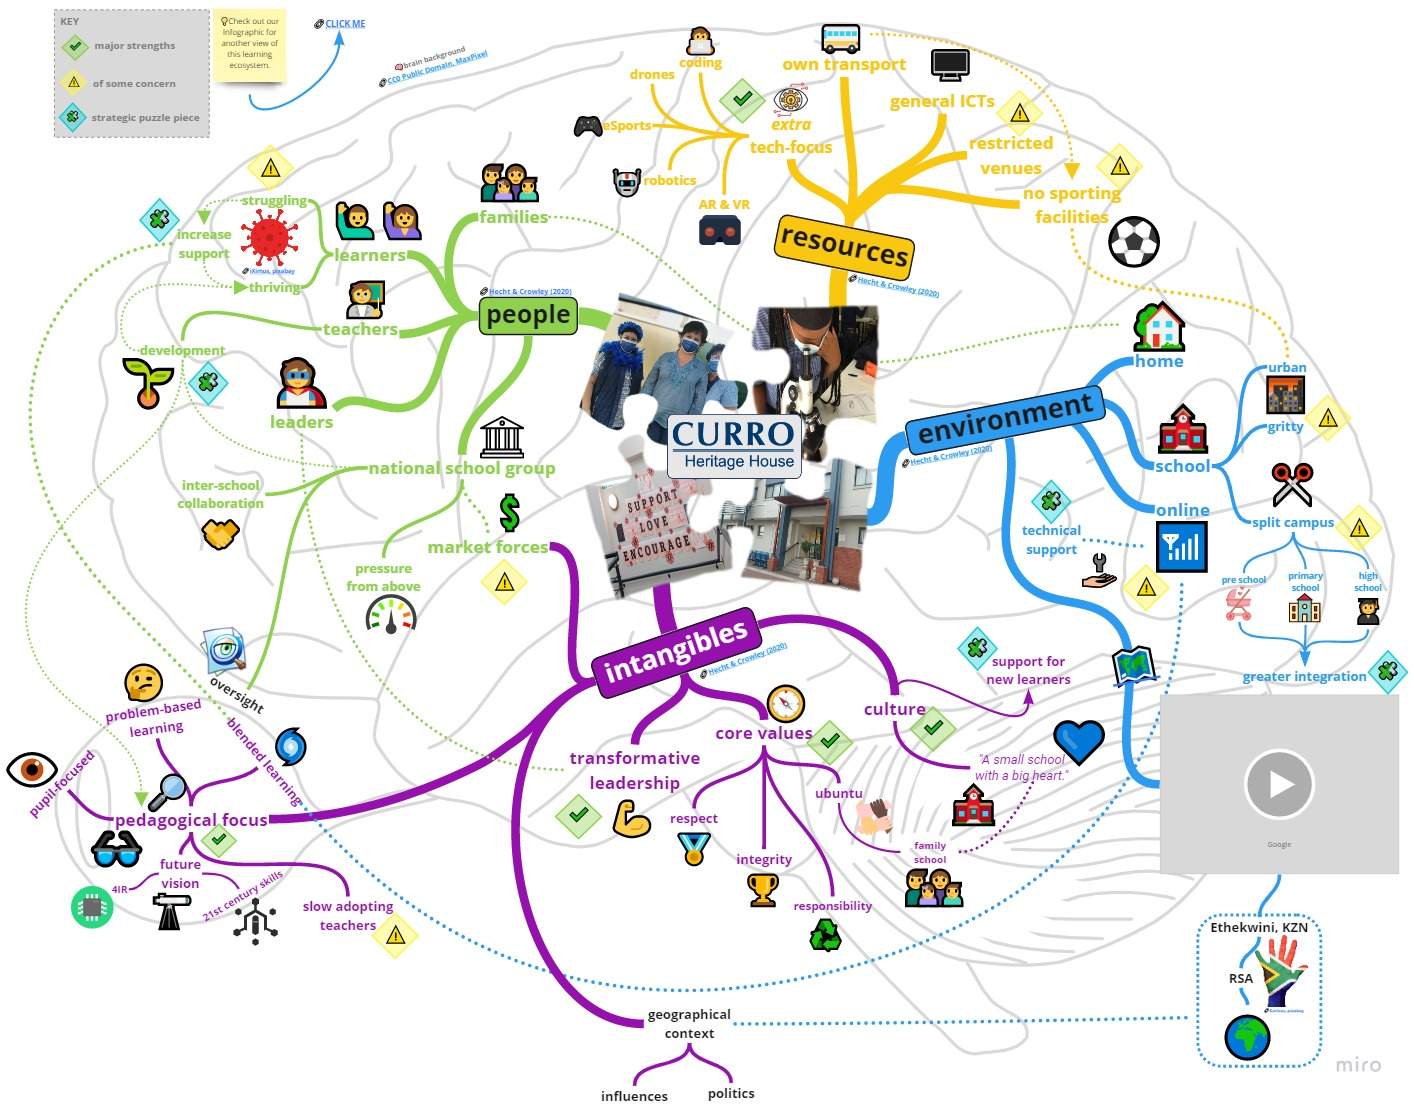 KEY
major strengths
of some concern
strategic puzzle piece
💡Check out our
Infographic for
another view of
this learning
ecosystem.
CLICK ME
brain background
CC0 Public Domain, MaxPixel
coding
drones
eSports
robotics
AR & VR
extra
tech-focus
own transport
general ICTs
restricted
venues
no sporting
facilities
resources
Hecht & Crowley (2020)
struggling
increase
support
iXimus, pixabay
thriving
learners
families
teachers
development
leaders
people
Hecht & Crowley (2020)
national school group
inter-school
collaboration
market forces
pressure
from above
oversight
CURRO
Heritage House
SUPPORT
LOVE
ENCOURAGE
environment
Hecht & Crowley (2020)
home
school
online
urban
gritty
split campus
technical
support
pre school
primary
school
high
school
greater integration
Google
Ethekwini, KZN
RSA
intangibles
Hecht & Crowley (2020)
culture
support for
new learners
"A small school
with a big heart."
core values
ubuntu
family
school
respect
integrity
responsibility
transformative
leadership
problem-based
learning
blended learning
pupil-focused
pedagogical focus
future
vision
4IR
21st century skills
slow adopting
teachers
geographical
context
influences
politics
miro